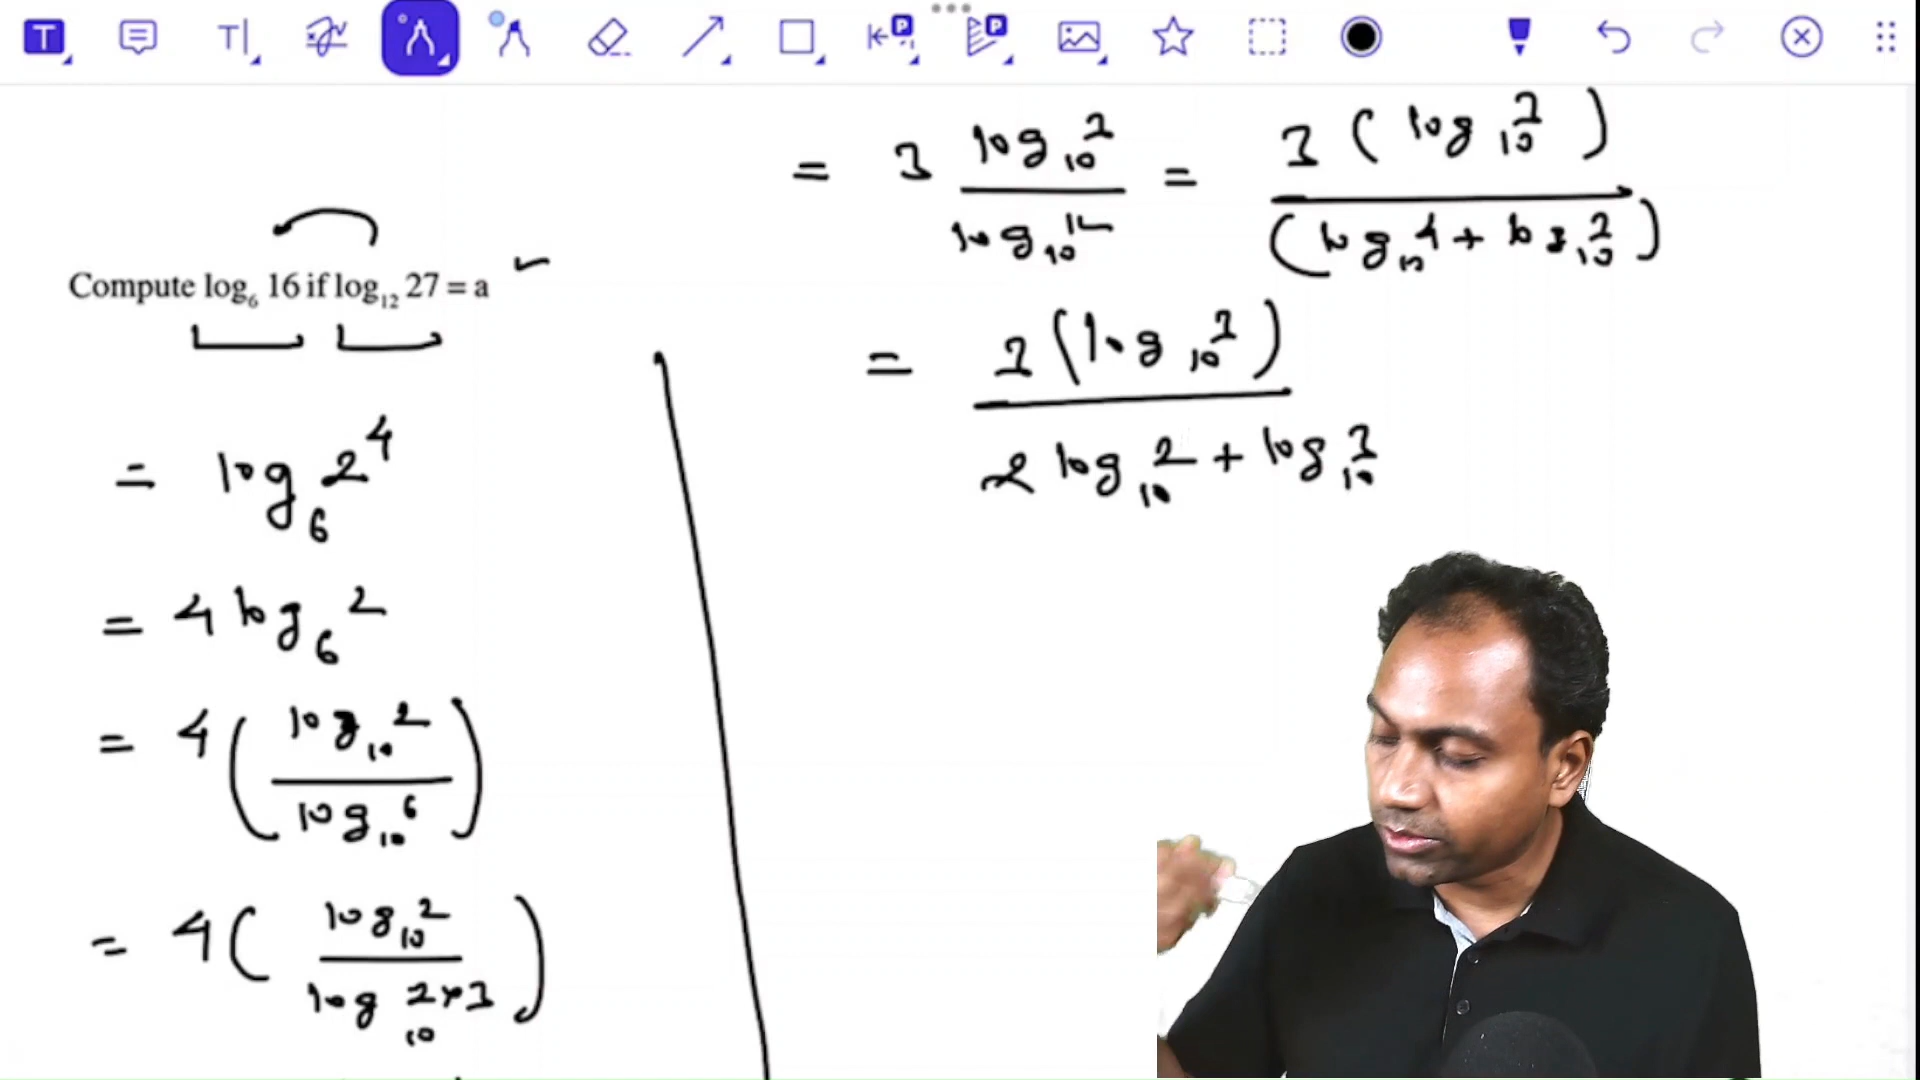 Compute log₆ 16 if log₁₂ 27 = a
= log₆ 2⁴
= 4 log₆ 2
= 4 ( log₁₀ 2 / log₁₀ 6 )
= 4 ( log₁₀ 2 / log₁₀ 2×3 )
= 3 log₁₀ 2 / log₁₀ 12 = 3 ( log₁₀ 3 ) / ( log₁₀ 4 + log₁₀ 3 )
= 3 ( log₁₀ 3 ) / 2 log₁₀ 2 + log₁₀ 3